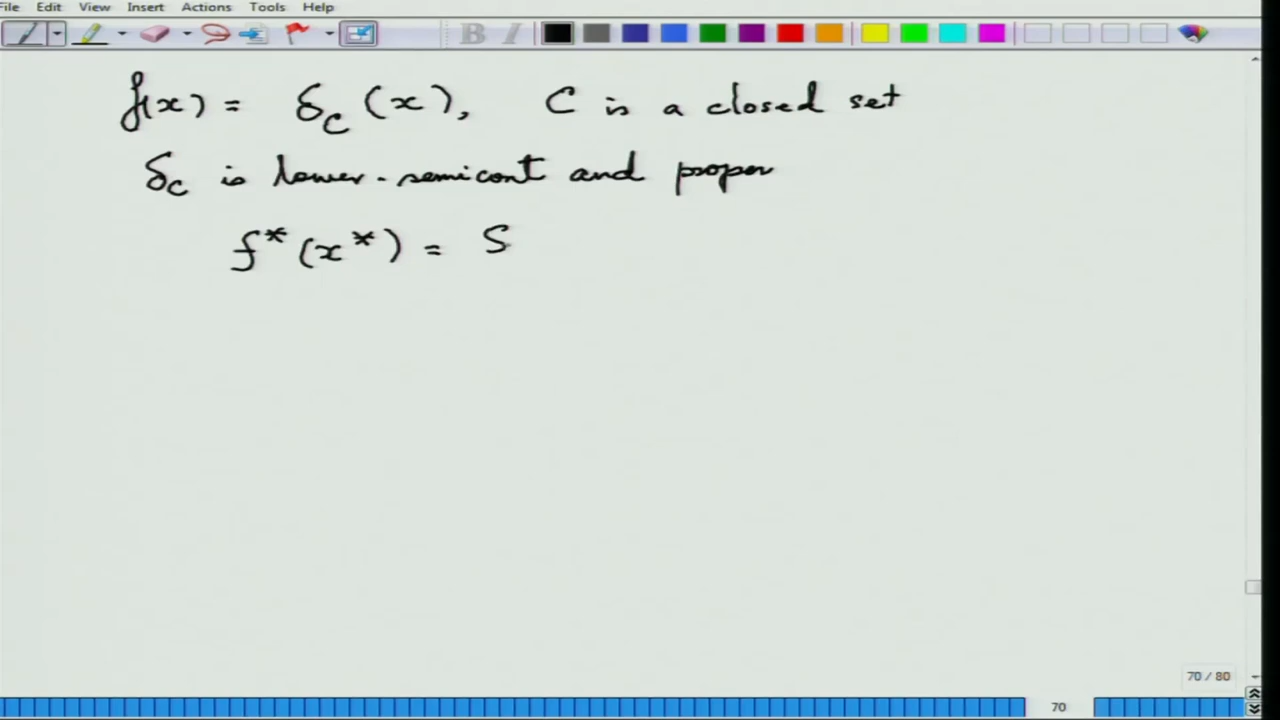 File Edit View Insert Actions Tools Help
B I
f(x) = δ_C (x), C is a closed set
δ_C is lower-semicont and proper
f*(x*) = S
70 / 80
70